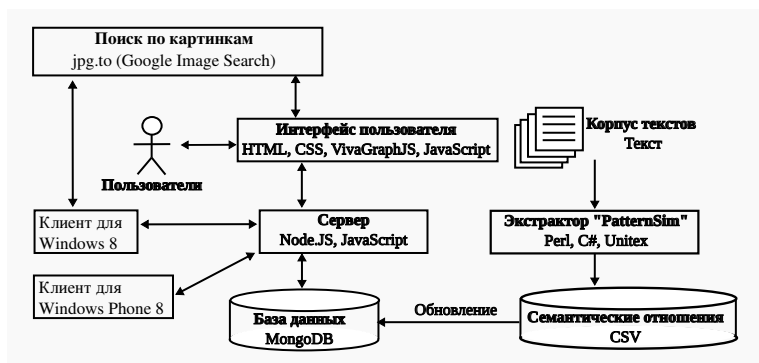 Поиск по картинкам
jpg.to (Google Image Search)
Интерфейс пользователя
HTML, CSS, VivaGraphJS, JavaScript
Корпус текстов
Текст
Пользователи
Клиент для
Windows 8
Сервер
Node.JS, JavaScript
Экстрактор "PatternSim"
Perl, C#, Unitex
Клиент для
Windows Phone 8
База данных
MongoDB
Обновление
Семантические отношения
CSV